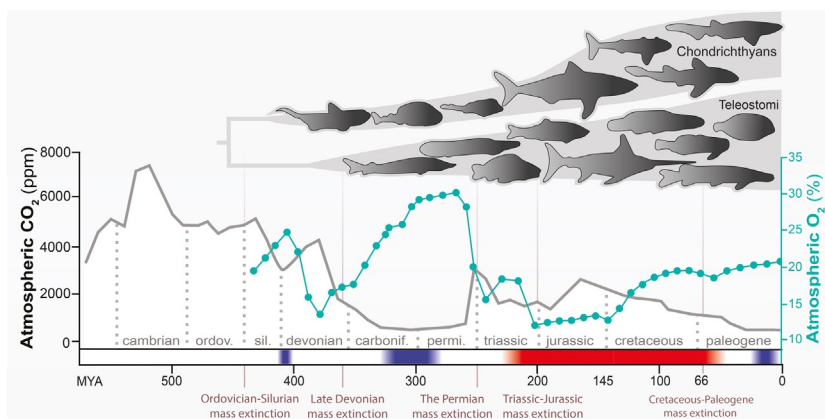 Chondrichthyans
Teleostomi
Atmospheric CO2 (ppm)
8000
6000
4000
2000
0
Atmospheric O2 (%)
35
30
25
20
15
10
cambrian ordov. sil. devonian carbonif. permi. triassic jurassic cretaceous paleogene
MYA 500 400 300 200 145 100 66 0
Ordovician-Silurian
mass extinction
Late Devonian
mass extinction
The Permian
mass extinction
Triassic-Jurassic
mass extinction
Cretaceous-Paleogene
mass extinction